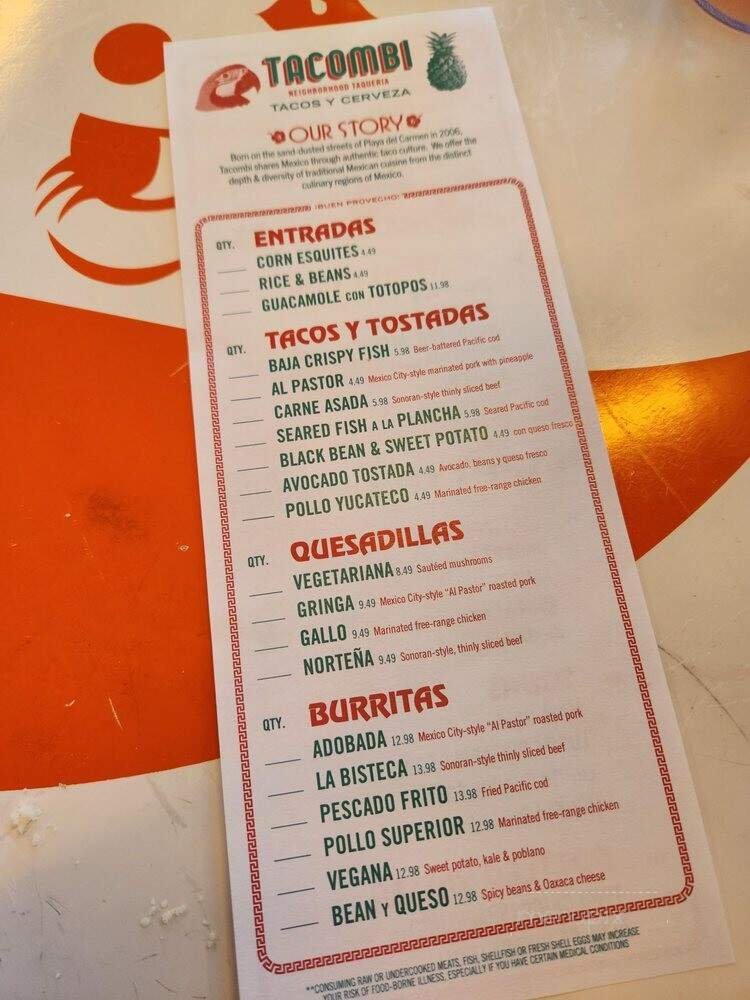 TACOMBI
NEIGHBORHOOD TAQUERIA
TACOS Y CERVEZA
OUR STORY
Born on the sand-dusted streets of Playa del Carmen in 2006,
Tacombi shares Mexico through authentic taco culture. We offer the
depth & diversity of traditional Mexican cuisine from the distinct
culinary regions of Mexico.
¡BUEN PROVECHO!
QTY. ENTRADAS
CORN ESQUITES 4.49
RICE & BEANS 4.49
GUACAMOLE CON TOTOPOS 11.98
QTY. TACOS Y TOSTADAS
BAJA CRISPY FISH 5.98 Beer-battered Pacific cod
AL PASTOR 4.49 Mexico City-style marinated pork with pineapple
CARNE ASADA 5.98 Sonoran-style thinly sliced beef
SEARED FISH A LA PLANCHA 5.98 Seared Pacific cod
BLACK BEAN & SWEET POTATO 4.49 con queso fresco
AVOCADO TOSTADA 4.49 Avocado, beans y queso fresco
POLLO YUCATECO 4.49 Marinated free-range chicken
QTY. QUESADILLAS
VEGETARIANA 8.49 Sautéed mushrooms
GRINGA 9.49 Mexico City-style "Al Pastor" roasted pork
GALLO 9.49 Marinated free-range chicken
NORTEÑA 9.49 Sonoran-style, thinly sliced beef
QTY. BURRITAS
ADOBADA 12.98 Mexico City-style "Al Pastor" roasted pork
LA BISTECA 13.98 Sonoran-style thinly sliced beef
PESCADO FRITO 13.98 Fried Pacific cod
POLLO SUPERIOR 12.98 Marinated free-range chicken
VEGANA 12.98 Sweet potato, kale & poblano
BEAN Y QUESO 12.98 Spicy beans & Oaxaca cheese
**CONSUMING RAW OR UNDERCOOKED MEATS, FISH, SHELLFISH OR FRESH SHELL EGGS MAY INCREASE
YOUR RISK OF FOOD-BORNE ILLNESS, ESPECIALLY IF YOU HAVE CERTAIN MEDICAL CONDITIONS